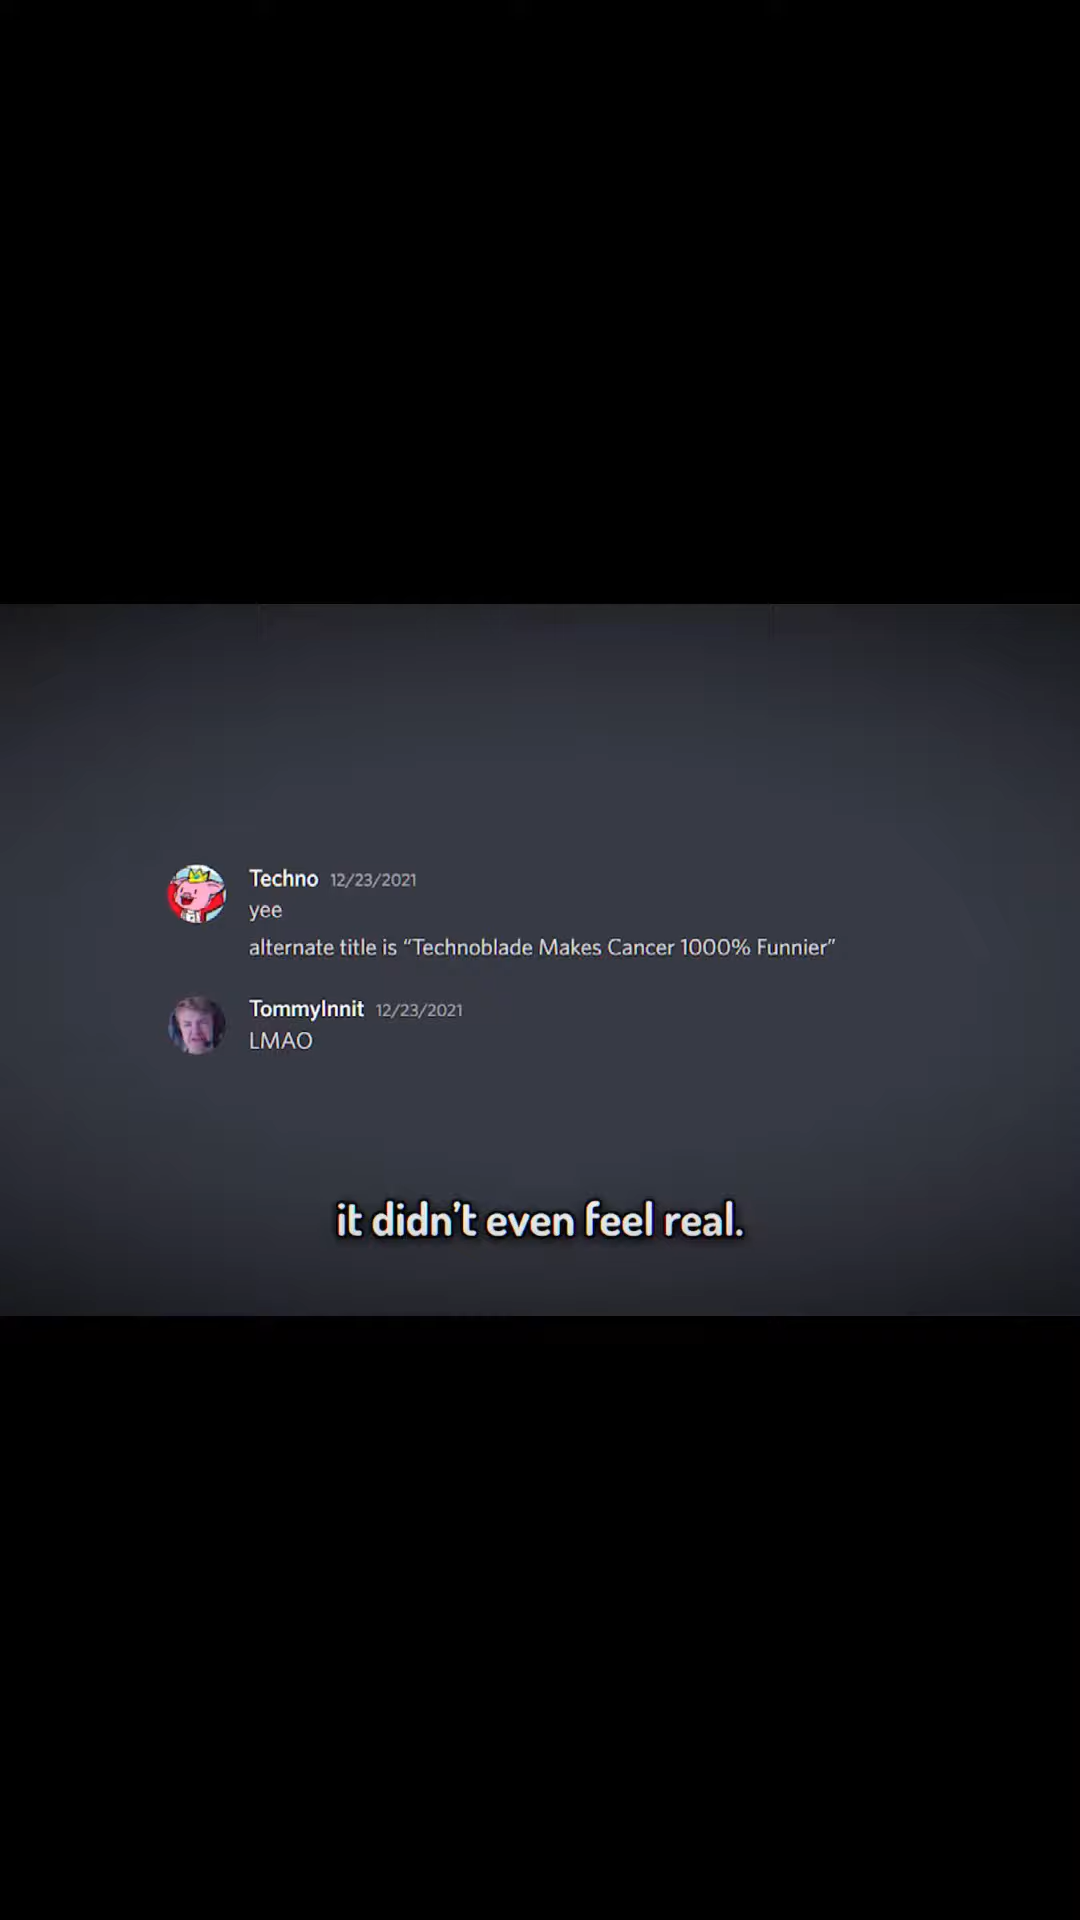 Techno 12/23/2021
yee
alternate title is “Technoblade Makes Cancer 1000% Funnier”
TommyInnit 12/23/2021
LMAO
it didn’t even feel real.